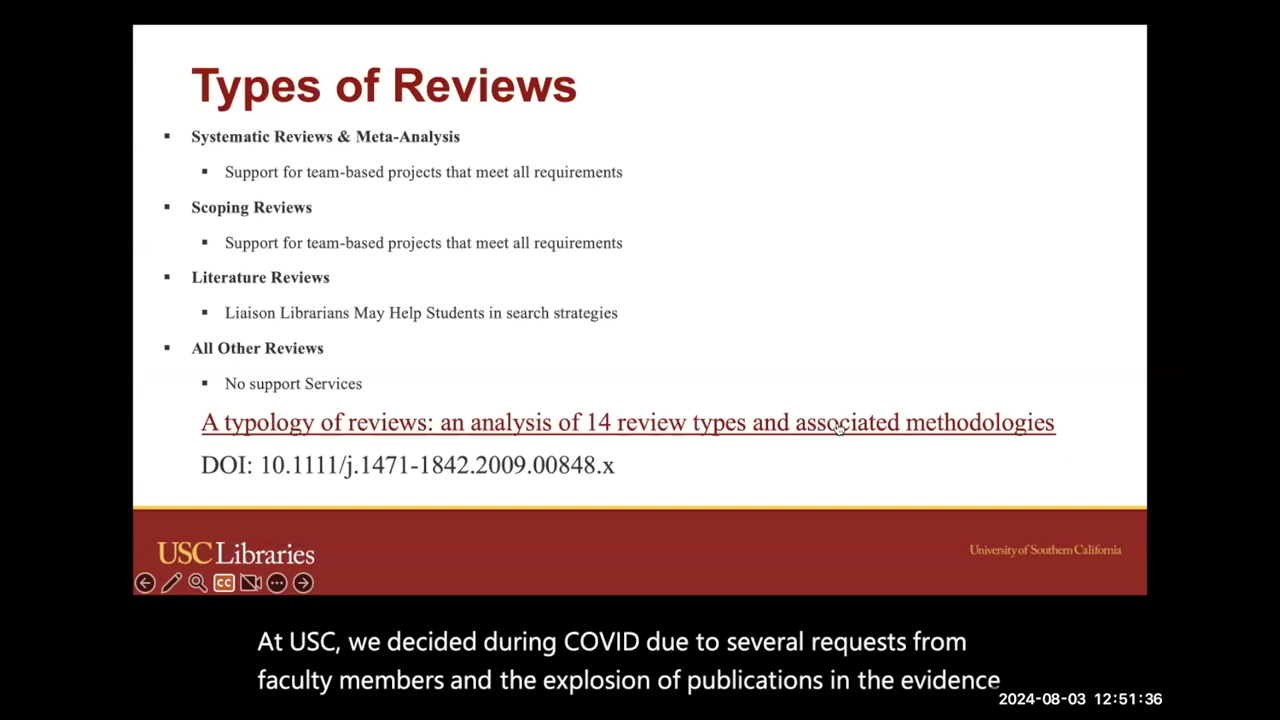 Types of Reviews
▪ Systematic Reviews & Meta-Analysis
▪ Support for team-based projects that meet all requirements
▪ Scoping Reviews
▪ Support for team-based projects that meet all requirements
▪ Literature Reviews
▪ Liaison Librarians May Help Students in search strategies
▪ All Other Reviews
▪ No support Services
A typology of reviews: an analysis of 14 review types and associated methodologies
DOI: 10.1111/j.1471-1842.2009.00848.x
USC Libraries
University of Southern California
CC
At USC, we decided during COVID due to several requests from
faculty members and the explosion of publications in the evidence
2024-08-03 12:51:36